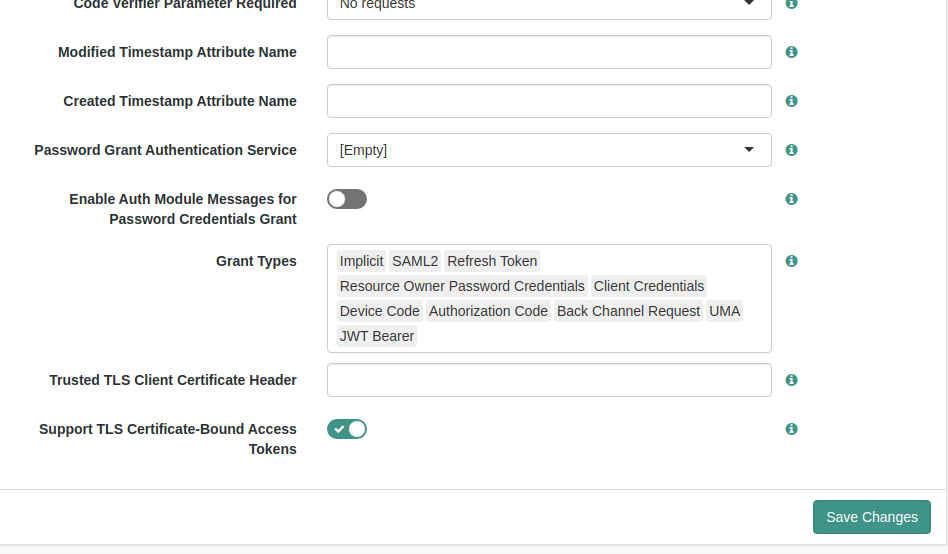 Code Verifier Parameter Required
No requests
Modified Timestamp Attribute Name
Created Timestamp Attribute Name
Password Grant Authentication Service
[Empty]
Enable Auth Module Messages for
Password Credentials Grant
Grant Types
Implicit SAML2 Refresh Token
Resource Owner Password Credentials Client Credentials
Device Code Authorization Code Back Channel Request UMA
JWT Bearer
Trusted TLS Client Certificate Header
Support TLS Certificate-Bound Access
Tokens
Save Changes